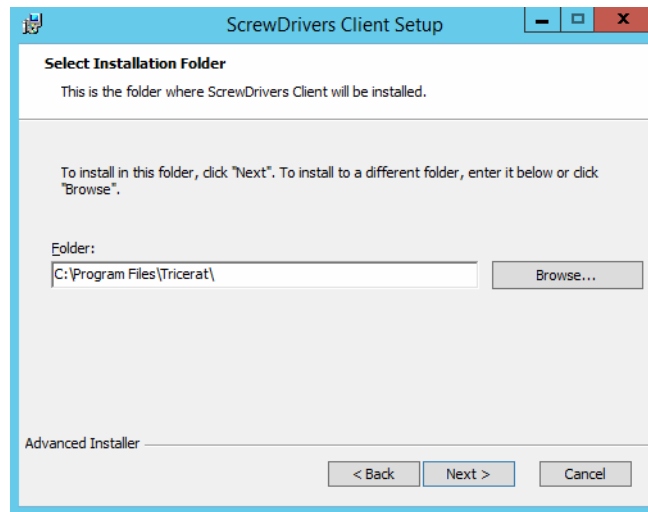 ScrewDrivers Client Setup
Select Installation Folder
This is the folder where ScrewDrivers Client will be installed.
To install in this folder, click "Next". To install to a different folder, enter it below or click
"Browse".
Folder:
C:\Program Files\Tricerat\
Browse...
Advanced Installer
< Back Next > Cancel